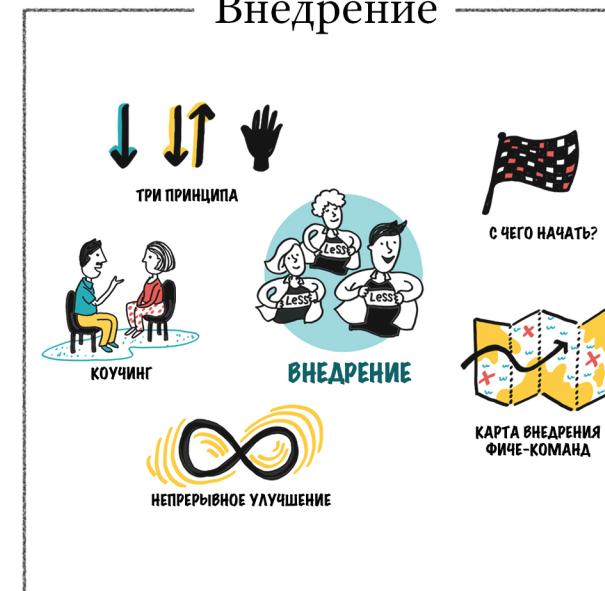 Внедрение
ТРИ ПРИНЦИПА
С ЧЕГО НАЧАТЬ?
LeSS
LeSS
LeSS
КОУЧИНГ
ВНЕДРЕНИЕ
КАРТА ВНЕДРЕНИЯ
ФИЧЕ-КОМАНД
НЕПРЕРЫВНОЕ УЛУЧШЕНИЕ